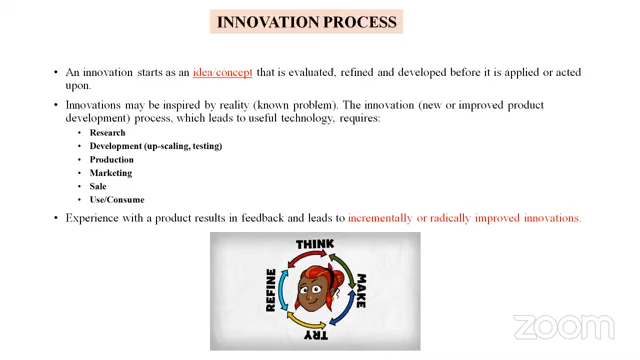 INNOVATION PROCESS
• An innovation starts as an idea/concept that is evaluated, refined and developed before it is applied or acted
upon.
• Innovations may be inspired by reality (known problem). The innovation (new or improved product
development) process, which leads to useful technology, requires:
• Research
• Development (up-scaling, testing)
• Production
• Marketing
• Sale
• Use/Consume
• Experience with a product results in feedback and leads to incrementally or radically improved innovations.
THINK
MAKE
TRY
REFINE
zoom